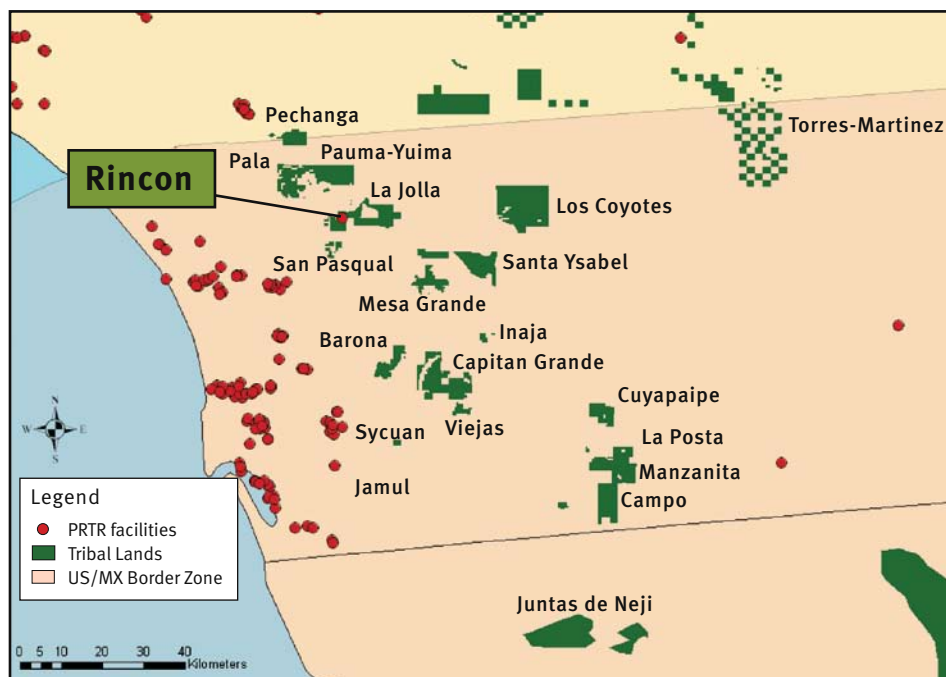 Pechanga
Torres-Martinez
Pala
Pauma-Yuima
Rincon
La Jolla
Los Coyotes
San Pasqual
Santa Ysabel
Mesa Grande
Inaja
Barona
Capitan Grande
Cuyapaipe
Viejas
Sycuan
La Posta
Manzanita
Jamul
Campo
N
W
E
S
Legend
PRTR facilities
Tribal Lands
US/MX Border Zone
Juntas de Neji
0 5 10 20 30 40
Kilometers